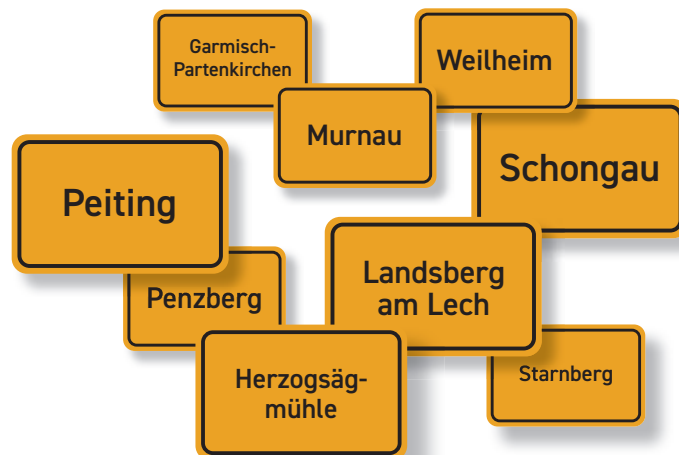 Garmisch-
Partenkirchen
Weilheim
Murnau
Schongau
Peiting
Landsberg
am Lech
Penzberg
Herzogsäg-
mühle
Starnberg